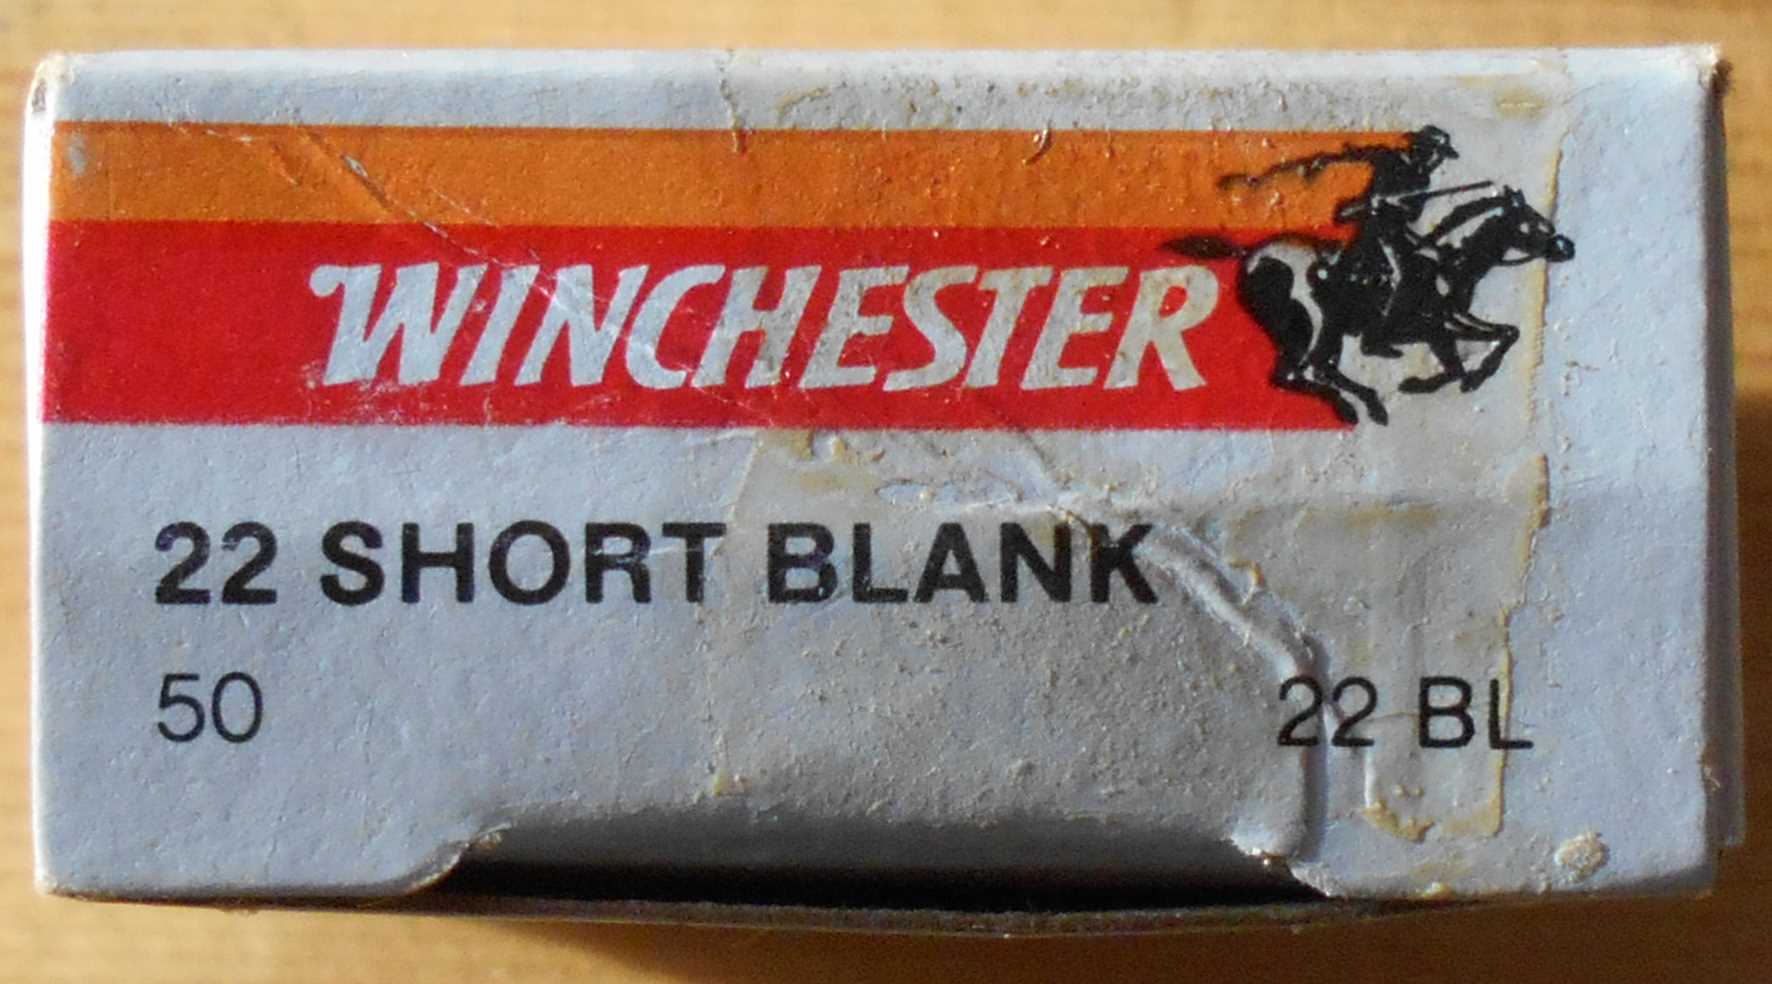 WINCHESTER
22 SHORT BLANK
50
22 BL